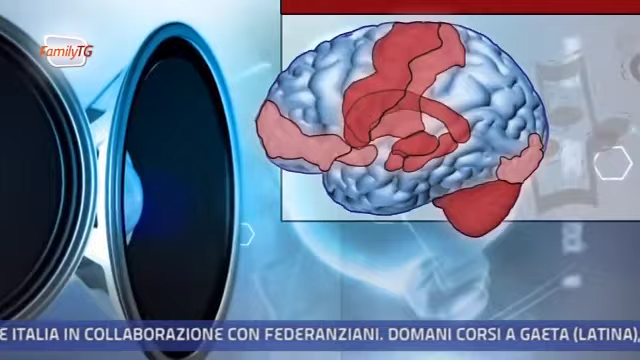 FamilyTG
E ITALIA IN COLLABORAZIONE CON FEDERANZIANI. DOMANI CORSI A GAETA (LATINA),